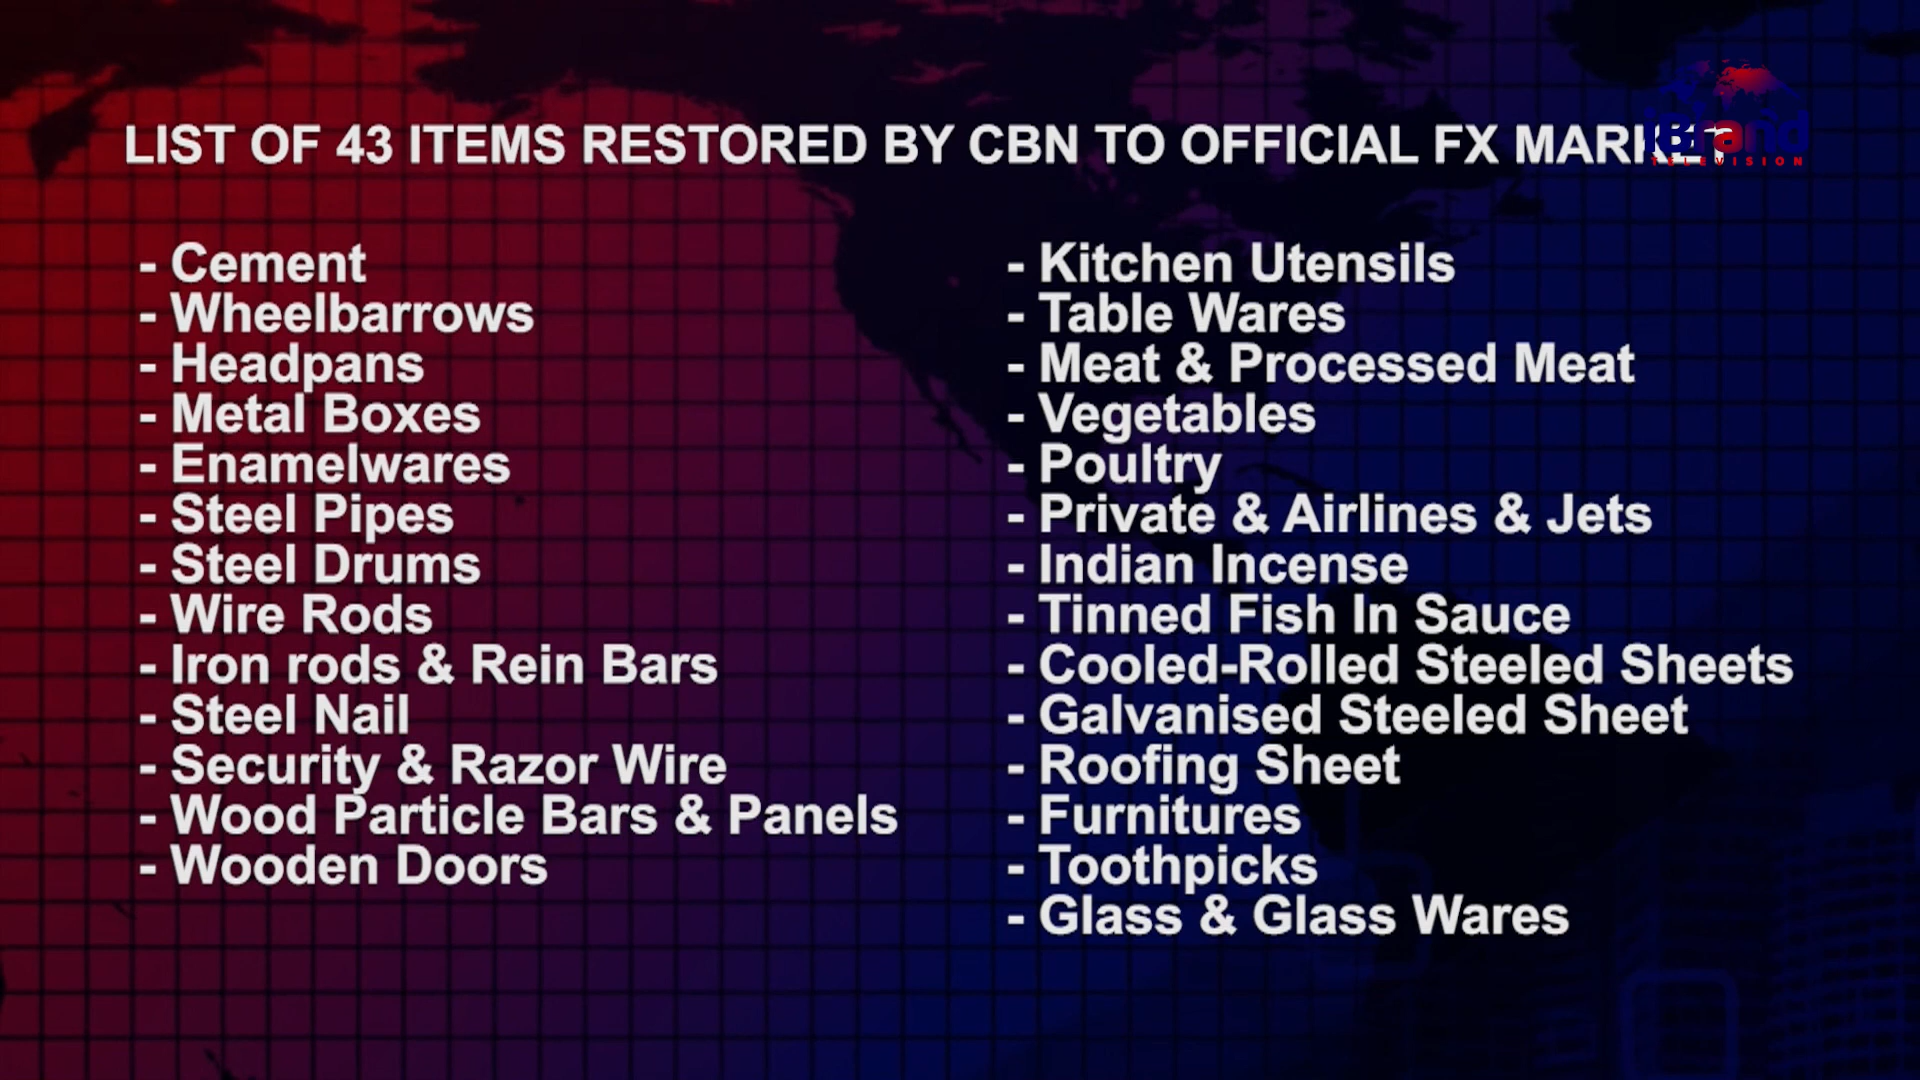 LIST OF 43 ITEMS RESTORED BY CBN TO OFFICIAL FX MARKET
iBrand
TELEVISION
- Cement
- Wheelbarrows
- Headpans
- Metal Boxes
- Enamelwares
- Steel Pipes
- Steel Drums
- Wire Rods
- Iron rods & Rein Bars
- Steel Nail
- Security & Razor Wire
- Wood Particle Bars & Panels
- Wooden Doors
- Kitchen Utensils
- Table Wares
- Meat & Processed Meat
- Vegetables
- Poultry
- Private & Airlines & Jets
- Indian Incense
- Tinned Fish In Sauce
- Cooled-Rolled Steeled Sheets
- Galvanised Steeled Sheet
- Roofing Sheet
- Furnitures
- Toothpicks
- Glass & Glass Wares